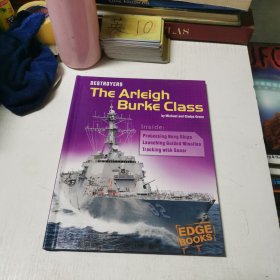 10
DESTROYERS
The Arleigh
Burke Class
by Michael and Gladys Green
Inside:
Protecting Navy Ships
Launching Guided Missiles
Tracking with Sonar
EDGE
BOOKS